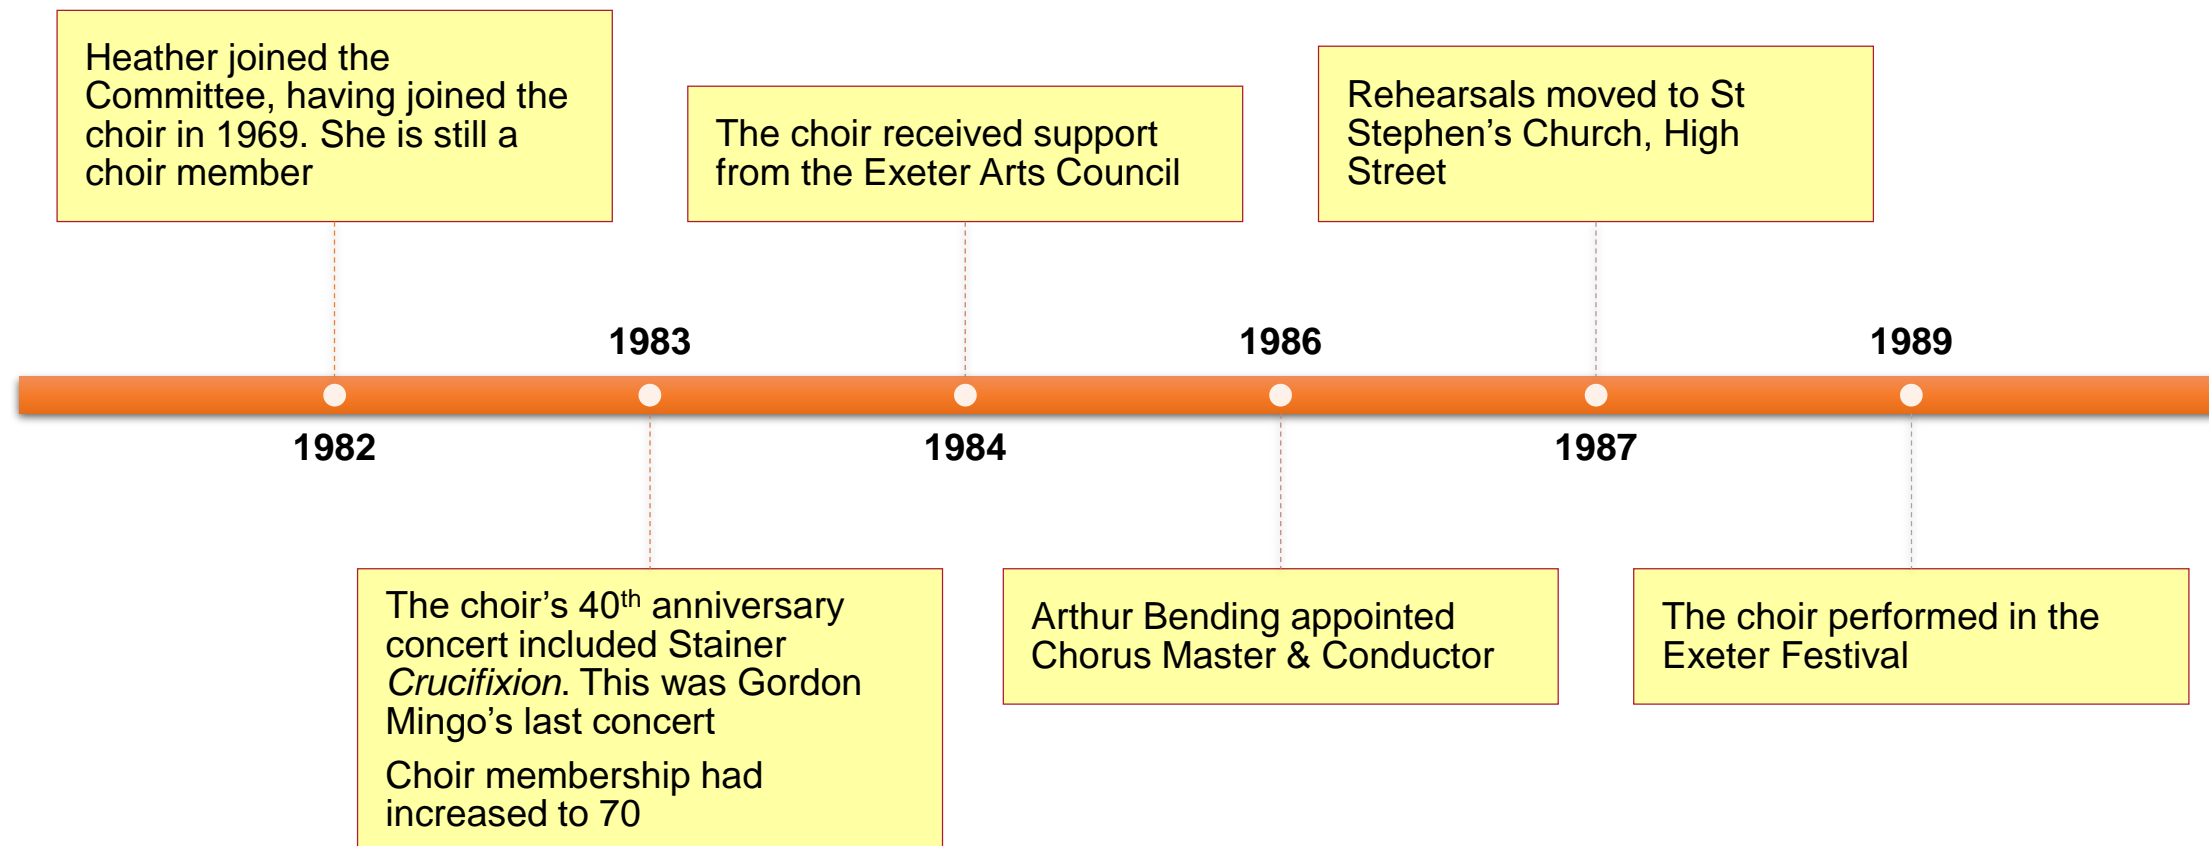 Heather joined the
Committee, having joined the
choir in 1969. She is still a
choir member
The choir received support
from the Exeter Arts Council
Rehearsals moved to St
Stephen’s Church, High
Street
1983
1986
1989
1982
1984
1987
The choir’s 40th anniversary
concert included Stainer
Crucifixion. This was Gordon
Mingo’s last concert
Choir membership had
increased to 70
Arthur Bending appointed
Chorus Master & Conductor
The choir performed in the
Exeter Festival